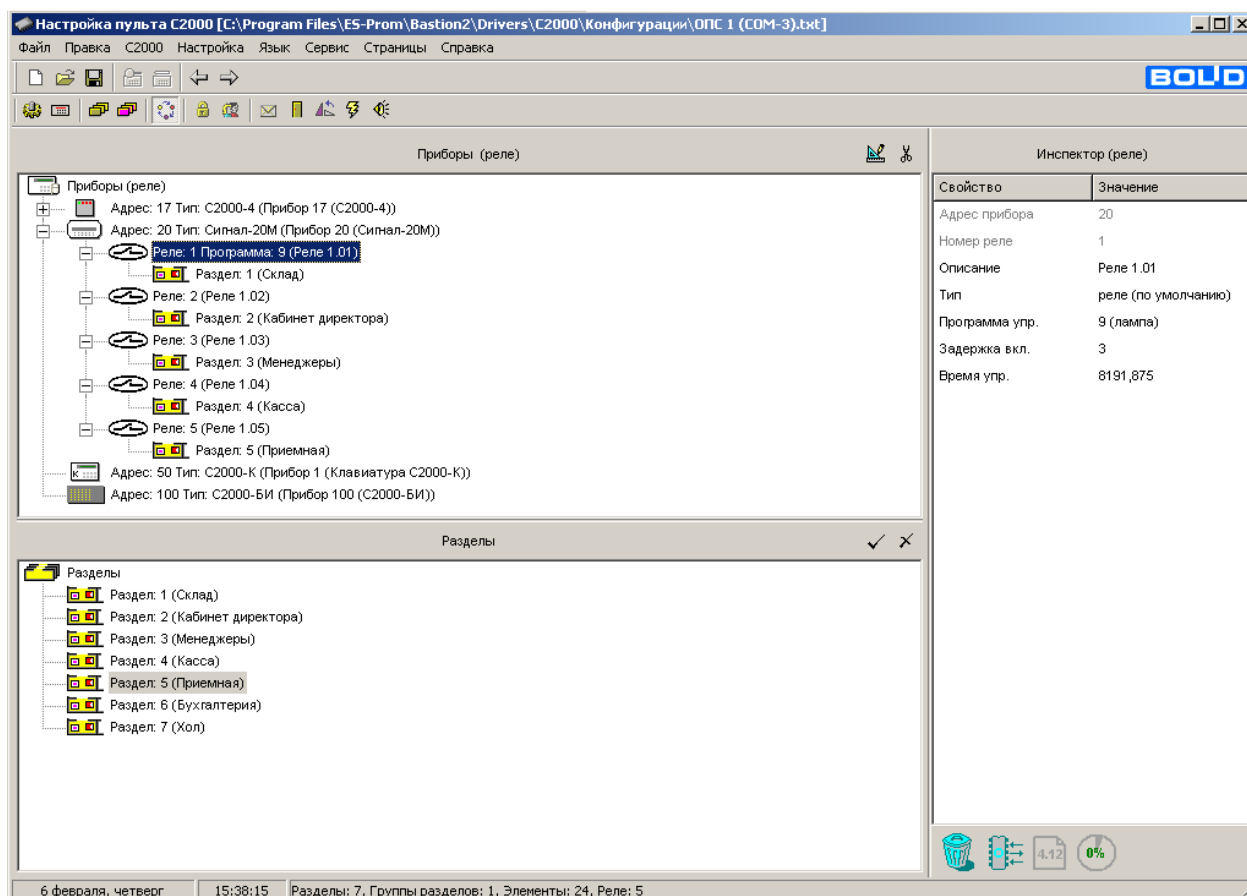 Настройка пульта C2000 [C:\Program Files\ES-Prom\Bastion2\Drivers\C2000\Конфигурации\ОПС 1 (COM-3).txt]
Файл Правка C2000 Настройка Язык Сервис Страницы Справка
BOLID
Приборы (реле)
Приборы (реле)
Адрес: 17 Тип: С2000-4 (Прибор 17 (С2000-4))
Адрес: 20 Тип: Сигнал-20М (Прибор 20 (Сигнал-20М))
Реле: 1 Программа: 9 (Реле 1.01)
Раздел: 1 (Склад)
Реле: 2 (Реле 1.02)
Раздел: 2 (Кабинет директора)
Реле: 3 (Реле 1.03)
Раздел: 3 (Менеджеры)
Реле: 4 (Реле 1.04)
Раздел: 4 (Касса)
Реле: 5 (Реле 1.05)
Раздел: 5 (Приемная)
К Адрес: 50 Тип: С2000-К (Прибор 1 (Клавиатура С2000-К))
Адрес: 100 Тип: С2000-БИ (Прибор 100 (С2000-БИ))
Разделы
Разделы
Раздел: 1 (Склад)
Раздел: 2 (Кабинет директора)
Раздел: 3 (Менеджеры)
Раздел: 4 (Касса)
Раздел: 5 (Приемная)
Раздел: 6 (Бухгалтерия)
Раздел: 7 (Хол)
Инспектор (реле)
Свойство Значение
Адрес прибора 20
Номер реле 1
Описание Реле 1.01
Тип реле (по умолчанию)
Программа упр. 9 (лампа)
Задержка вкл. 3
Время упр. 8191,875
4.12 0%
6 февраля, четверг 15:38:15 Разделы: 7, Группы разделов: 1, Элементы: 24, Реле: 5